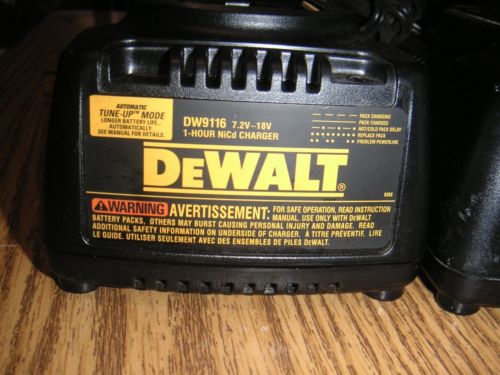 AUTOMATIC
TUNE-UP™ MODE
LONGER BATTERY LIFE...
AUTOMATICALLY.
SEE MANUAL FOR DETAILS.
DW9116 7.2V–18V
1-HOUR NiCd CHARGER
PACK CHARGING
PACK CHARGED
HOT/COLD PACK DELAY
REPLACE PACK
PROBLEM POWERLINE
DEWALT®
MM
WARNING AVERTISSEMENT. FOR SAFE OPERATION, READ INSTRUCTION
MANUAL. USE ONLY WITH DeWALT
BATTERY PACKS, OTHERS MAY BURST CAUSING PERSONAL INJURY AND DAMAGE. READ
ADDITIONAL SAFETY INFORMATION ON UNDERSIDE OF CHARGER. A TITRE PRÉVENTIF, LIRE
LE GUIDE. UTILISER SEULEMENT AVEC DES ENSEMBLES DE PILES DeWALT.